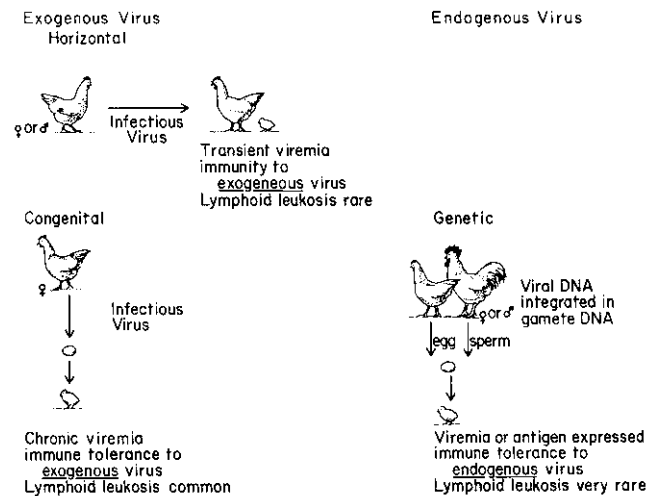 Exogenous Virus
Horizontal
♀or♂
Infectious
Virus
Transient viremia
immunity to
exogeneous virus
Lymphoid leukosis rare
Congenital
♀
Infectious
Virus
Chronic viremia
immune tolerance to
exogenous virus
Lymphoid leukosis common
Endogenous Virus
Genetic
♀or♂
Viral DNA
integrated in
gamete DNA
egg sperm
Viremia or antigen expressed
immune tolerance to
endogenous virus
Lymphoid leukosis very rare